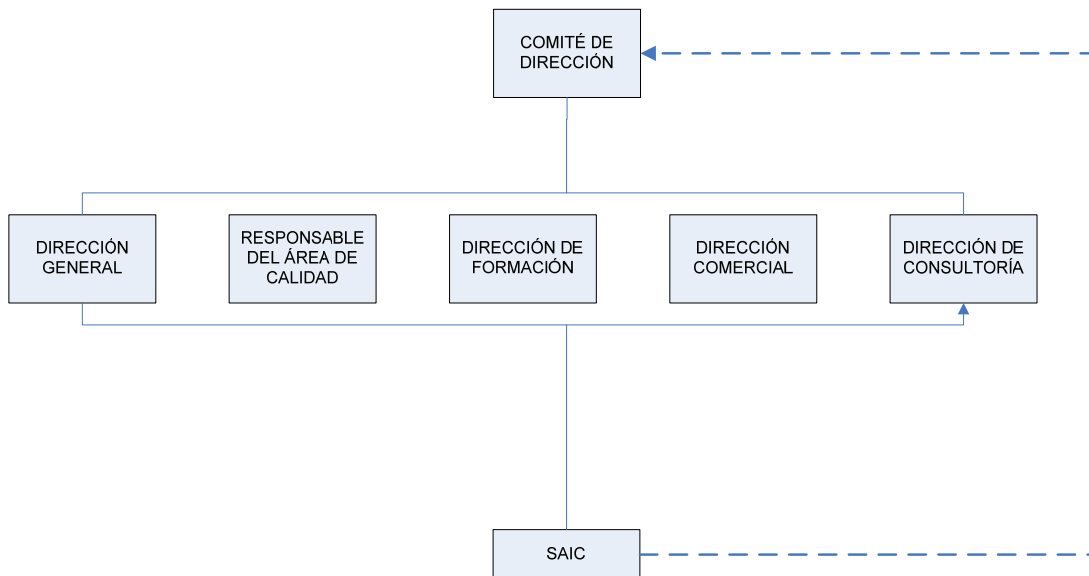 COMITÉ DE
DIRECCIÓN
DIRECCIÓN
GENERAL
RESPONSABLE
DEL ÁREA DE
CALIDAD
DIRECCIÓN DE
FORMACIÓN
DIRECCIÓN
COMERCIAL
DIRECCIÓN DE
CONSULTORÍA
SAIC